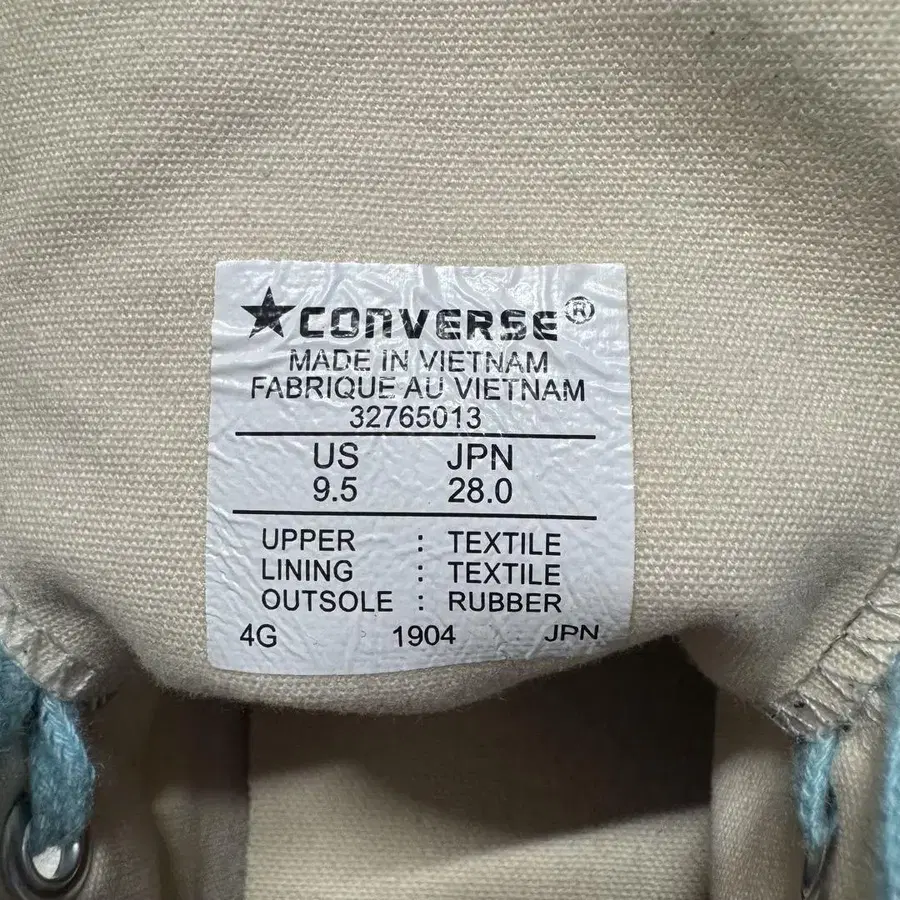 ★CONVERSE®
MADE IN VIETNAM
FABRIQUE AU VIETNAM
32765013
US JPN
9.5 28.0
UPPER : TEXTILE
LINING : TEXTILE
OUTSOLE : RUBBER
4G 1904 JPN